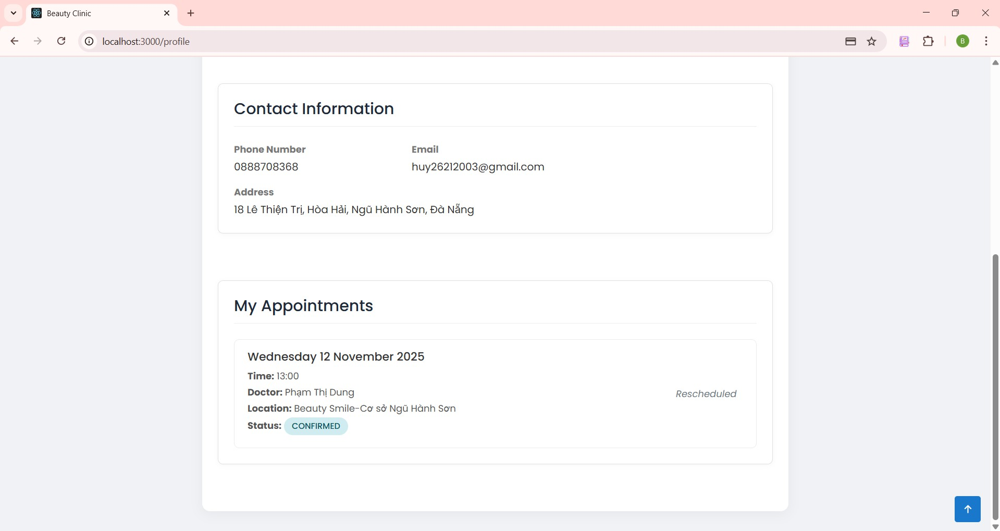 Beauty Clinic
localhost:3000/profile
B
Contact Information
Phone Number
0888708368
Email
huy26212003@gmail.com
Address
18 Lê Thiện Trị, Hòa Hải, Ngũ Hành Sơn, Đà Nẵng
My Appointments
Wednesday 12 November 2025
Time: 13:00
Doctor: Phạm Thị Dung
Location: Beauty Smile-Cơ sở Ngũ Hành Sơn
Status: CONFIRMED
Rescheduled